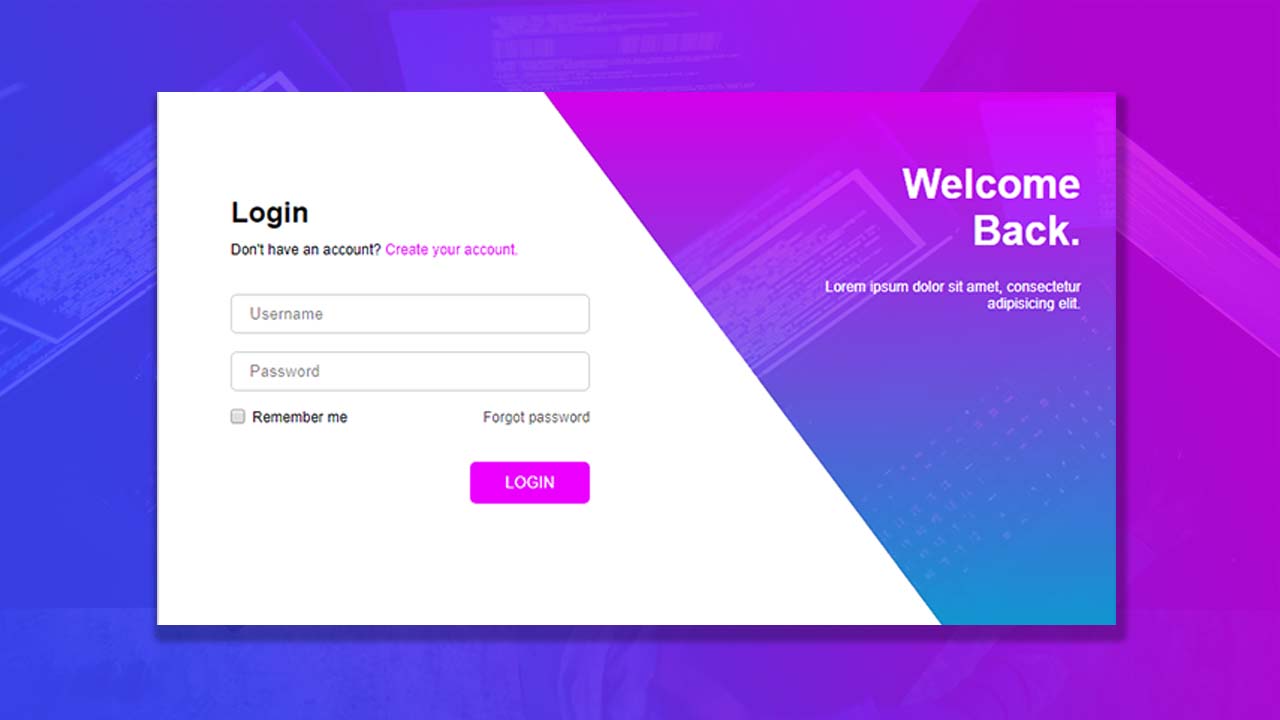 Login
Don't have an account? Create your account.
Username
Password
Remember me
Forgot password
LOGIN
Welcome
Back.
Lorem ipsum dolor sit amet, consectetur
adipisicing elit.